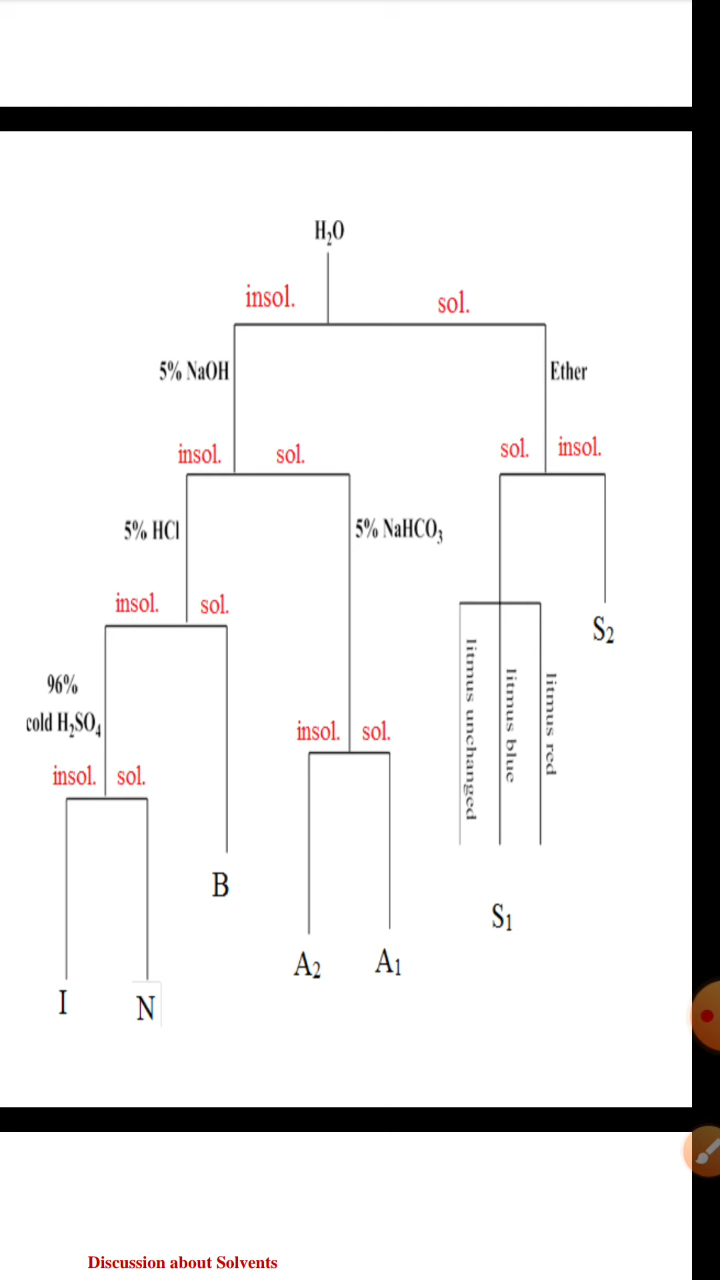 H₂O
insol.
sol.
5% NaOH
Ether
insol.
sol.
sol.
insol.
5% HCl
5% NaHCO₃
insol.
sol.
S₂
litmus unchanged
litmus blue
litmus red
96%
cold H₂SO₄
insol.
sol.
insol.
sol.
B
S₁
A₂
A₁
I
N
Discussion about Solvents